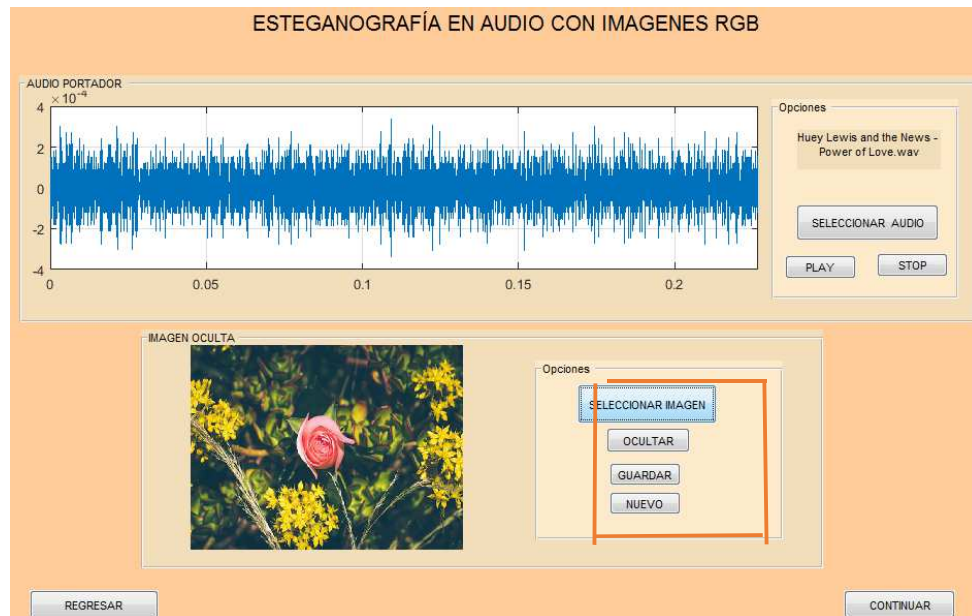 ESTEGANOGRAFÍA EN AUDIO CON IMAGENES RGB
AUDIO PORTADOR
×10⁻⁴
4
2
0
-2
-4
0 0.05 0.1 0.15 0.2
Opciones
Huey Lewis and the News -
Power of Love.wav
SELECCIONAR AUDIO
PLAY STOP
IMAGEN OCULTA
Opciones
SELECCIONAR IMAGEN
OCULTAR
GUARDAR
NUEVO
REGRESAR CONTINUAR